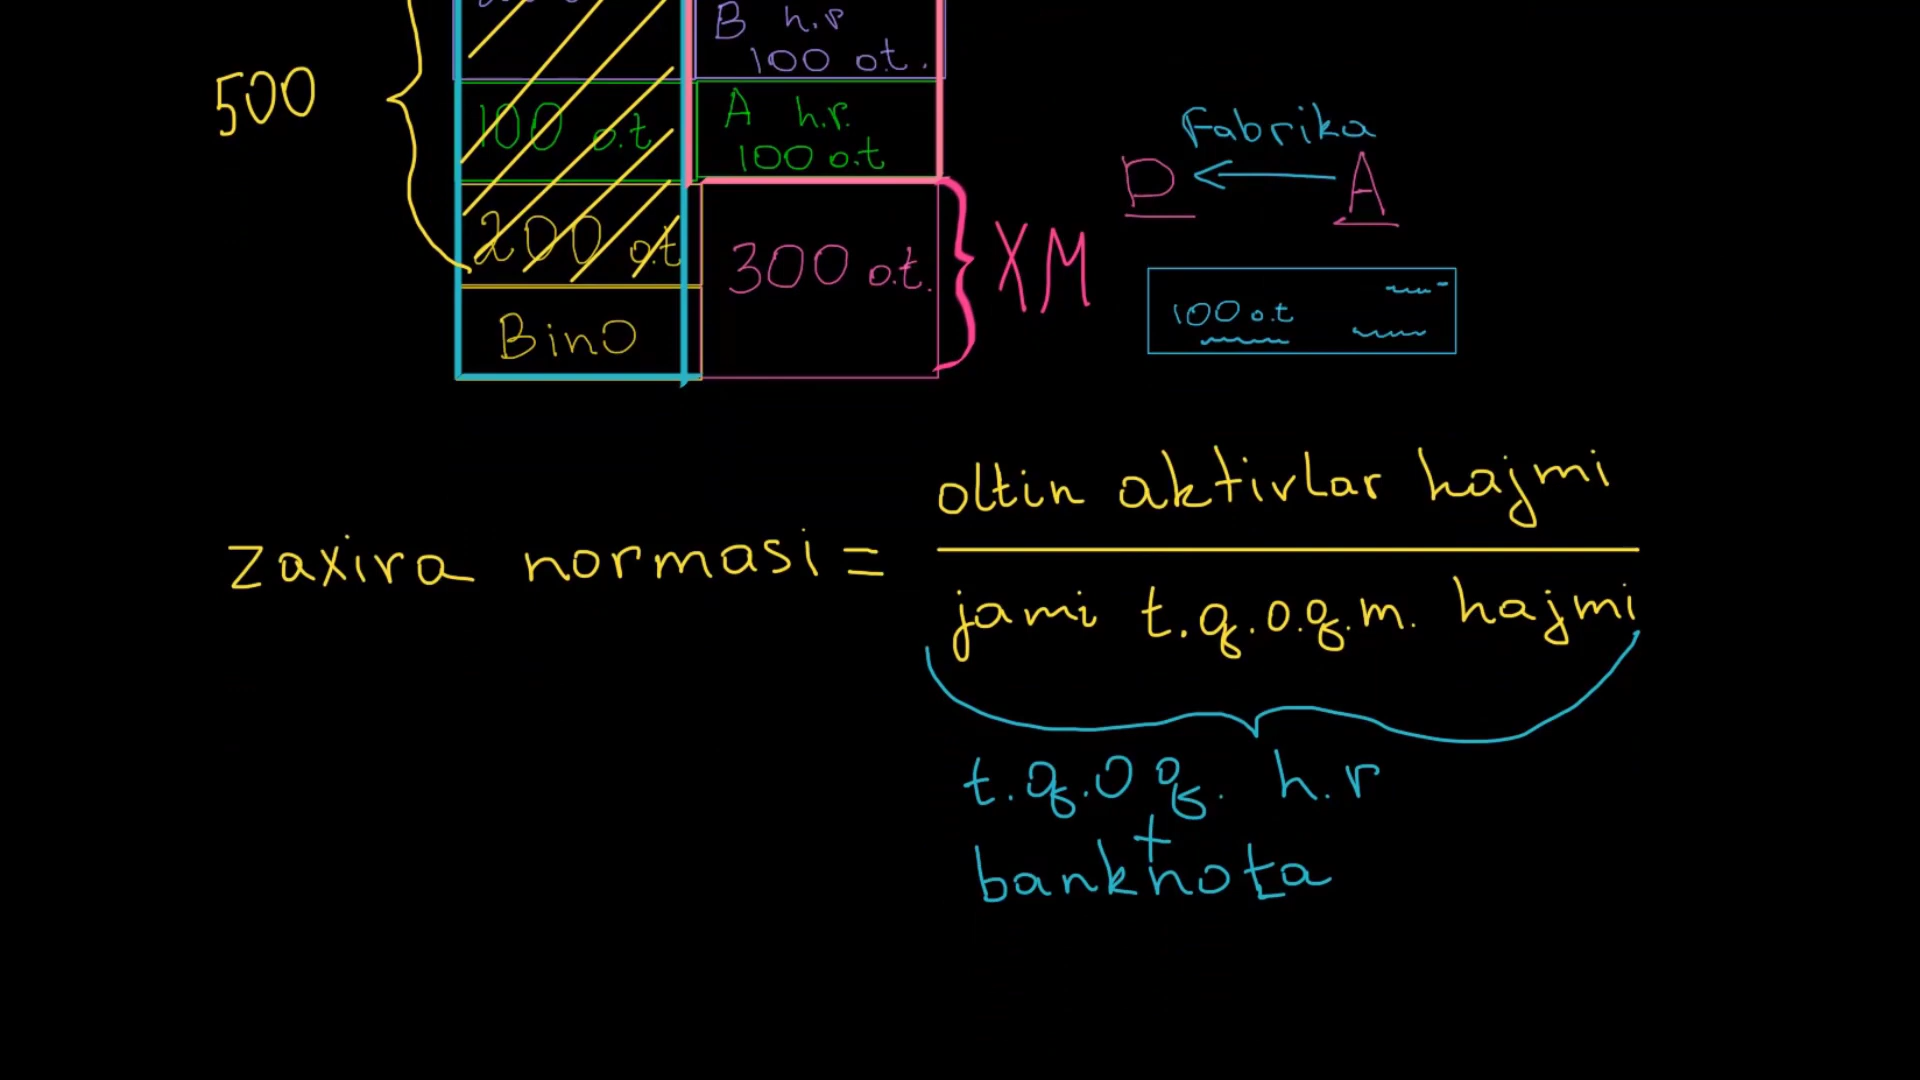 B h.r
100 o.t.
500
100 o.t
A h.r.
100 o.t
Fabrika
D A
200 o.t
300 o.t.
XM
100 o.t
Bino
oltin aktivlar hajmi
zaxira normasi =
jami t.q.o.q.m. hajmi
t.q.o q. h.r
+
banknota